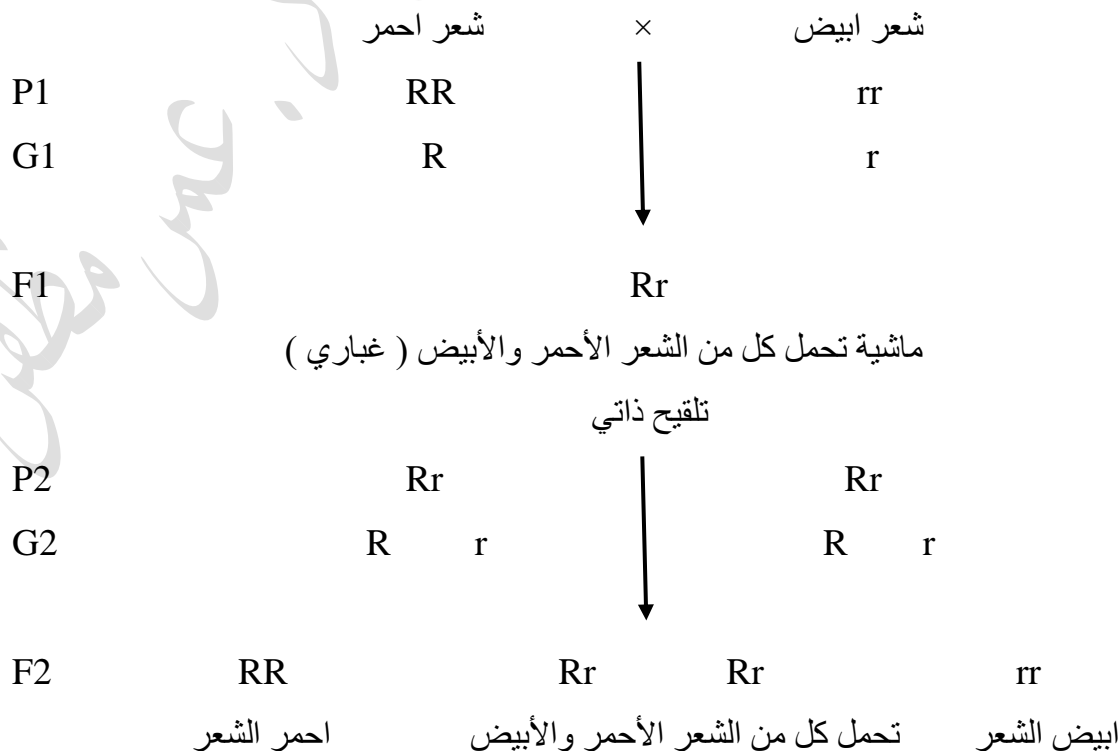 شعر احمر × شعر ابيض
P1 RR rr
G1 R r
F1 Rr
ماشية تحمل كل من الشعر الأحمر والأبيض ( غباري )
تلقيح ذاتي
P2 Rr Rr
G2 R r R r
F2 RR Rr Rr rr
احمر الشعر تحمل كل من الشعر الأحمر والأبيض ابيض الشعر